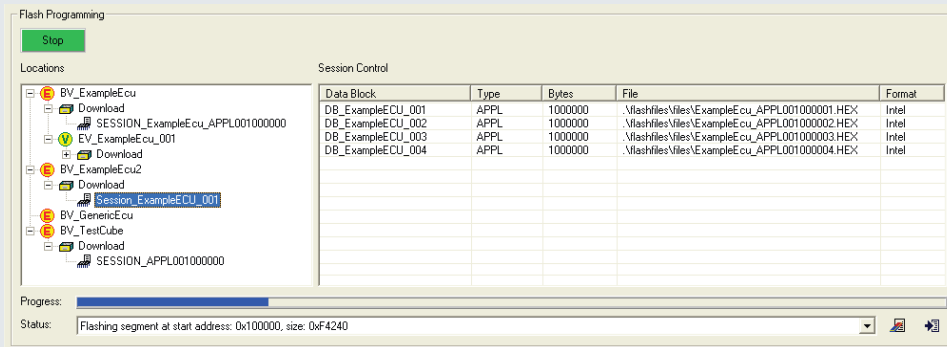 Flash Programming
Stop
Locations
Session Control
BV_ExampleEcu
Download
SESSION_ExampleEcu_APPL001000000
EV_ExampleEcu_001
Download
BV_ExampleEcu2
Download
Session_ExampleECU_001
BV_GenericEcu
BV_TestCube
Download
SESSION_APPL001000000
Data Block Type Bytes File Format
DB_ExampleECU_001 APPL 1000000 .\flashfiles\files\ExampleEcu_APPL001000001.HEX Intel
DB_ExampleECU_002 APPL 1000000 .\flashfiles\files\ExampleEcu_APPL001000002.HEX Intel
DB_ExampleECU_003 APPL 1000000 .\flashfiles\files\ExampleEcu_APPL001000003.HEX Intel
DB_ExampleECU_004 APPL 1000000 .\flashfiles\files\ExampleEcu_APPL001000004.HEX Intel
Progress:
Status: Flashing segment at start address: 0x100000, size: 0xF4240